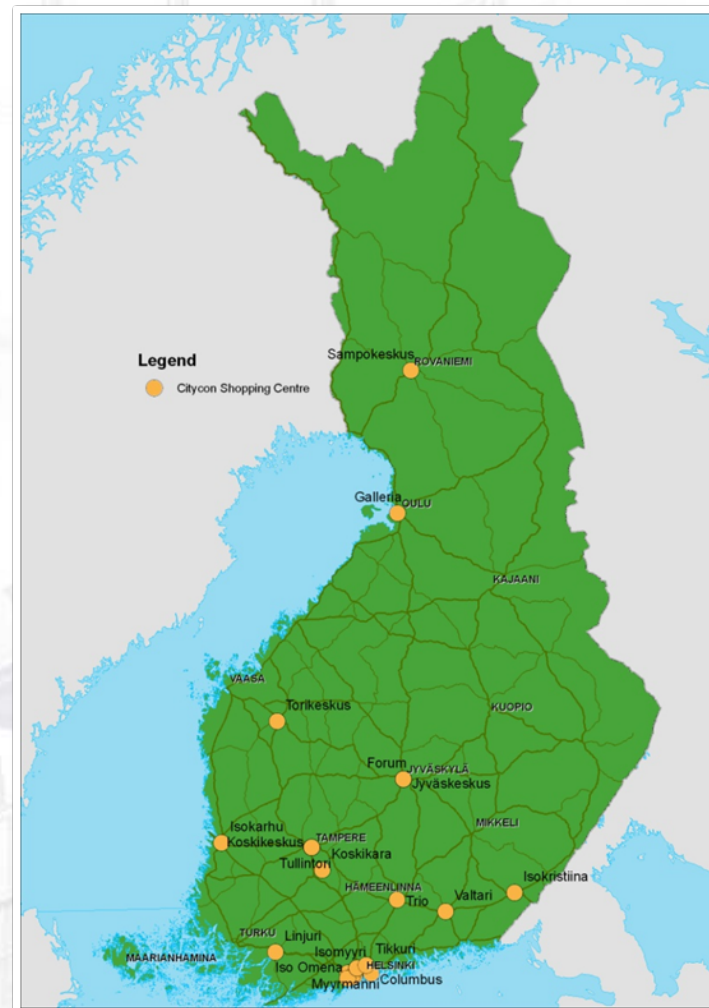 Legend
Citycon Shopping Centre
Sampokeskus
ROVANIEMI
Galleria
OULU
KAJAANI
VAASA
Torikeskus
KUOPIO
Forum
JYVÄSKYLÄ
Jyväskeskus
Isokarhu
Koskikeskus
TAMPERE
MIKKELI
Koskikara
Tullintori
HÄMEENLINNA
Isokristiina
Trio
Valtari
TURKU
Linjuri
Isomyyri
Tikkuri
MAARIANHAMINA
Iso Omena
HELSINKI
Myyrmanni
Columbus